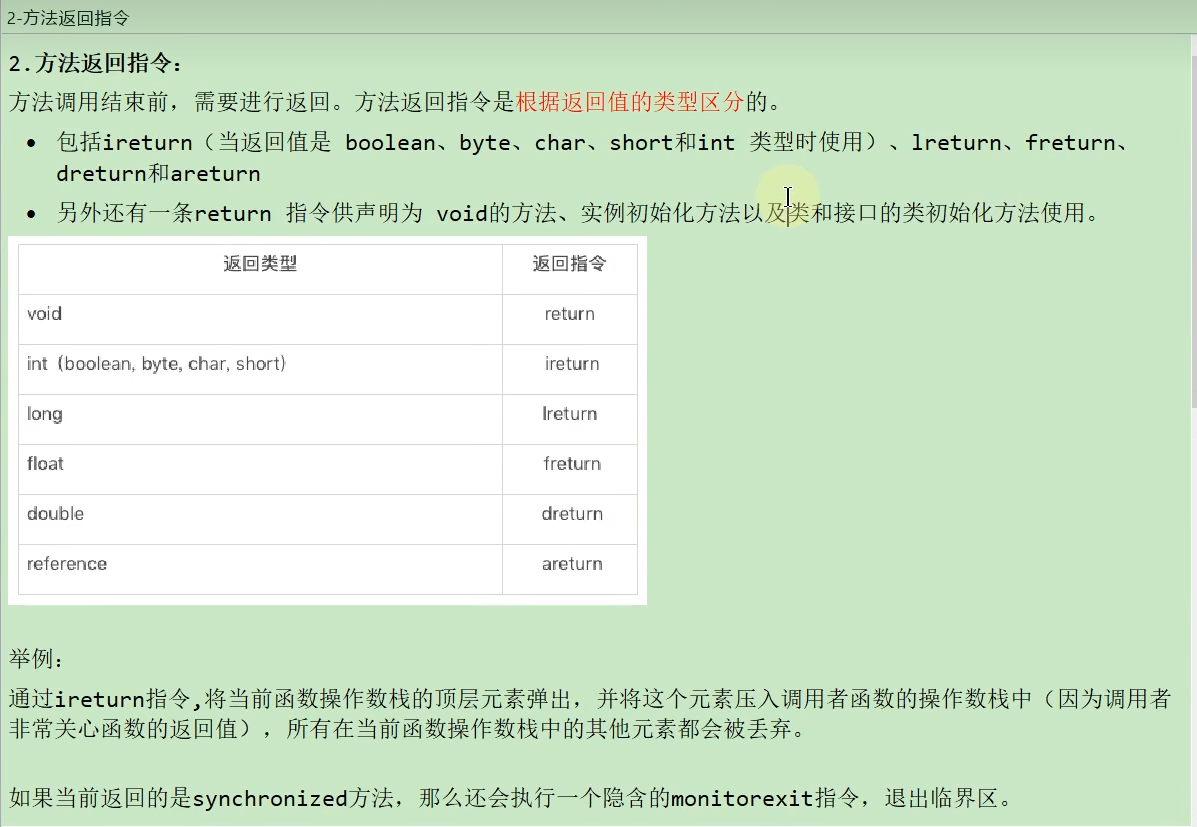 2-方法返回指令
2.方法返回指令:
方法调用结束前，需要进行返回。方法返回指令是根据返回值的类型区分的。
• 包括ireturn（当返回值是 boolean、byte、char、short和int 类型时使用）、lreturn、freturn、
dreturn和areturn
• 另外还有一条return 指令供声明为 void的方法、实例初始化方法以及类和接口的类初始化方法使用。
返回类型 返回指令
void return
int（boolean, byte, char, short） ireturn
long lreturn
float freturn
double dreturn
reference areturn
举例：
通过ireturn指令,将当前函数操作数栈的顶层元素弹出，并将这个元素压入调用者函数的操作数栈中（因为调用者
非常关心函数的返回值），所有在当前函数操作数栈中的其他元素都会被丢弃。
如果当前返回的是synchronized方法，那么还会执行一个隐含的monitorexit指令，退出临界区。